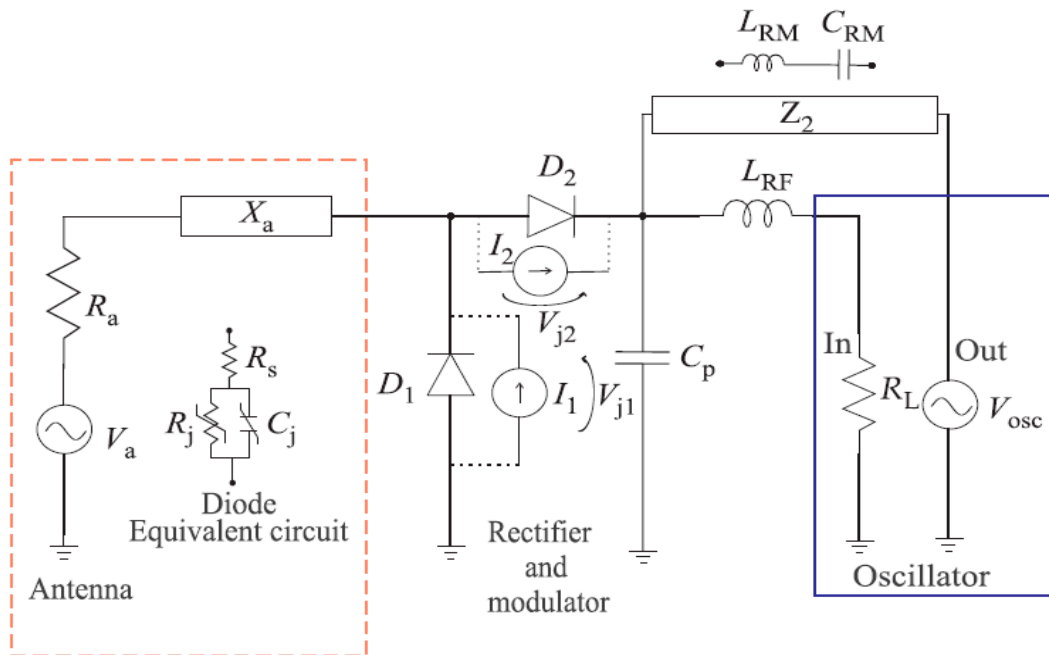 L_RM
C_RM
Z_2
X_a
D_2
L_RF
I_2
V_j2
R_a
R_s
D_1
I_1
V_j1
C_p
In
Out
R_j
C_j
R_L
V_a
V_osc
Diode
Equivalent circuit
Rectifier
and
modulator
Oscillator
Antenna